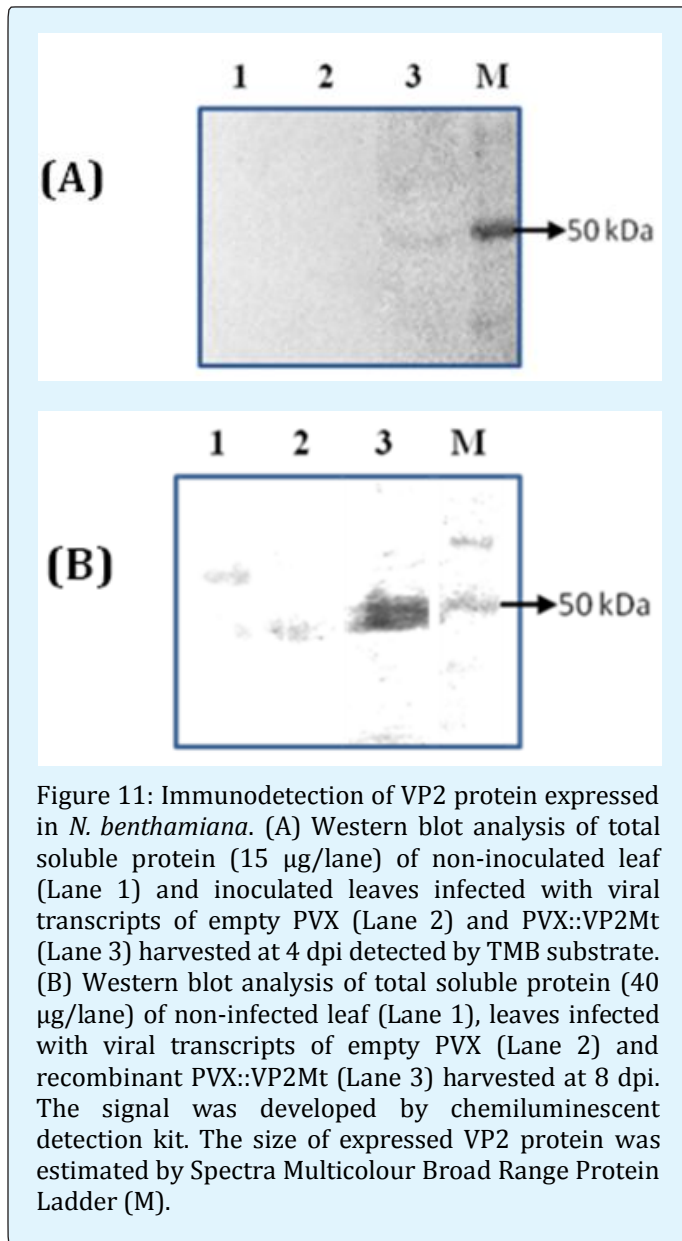 1 2 3 M
(A)
50 kDa
1 2 3 M
(B)
50 kDa
Figure 11: Immunodetection of VP2 protein expressed
in N. benthamiana. (A) Western blot analysis of total
soluble protein (15 µg/lane) of non-inoculated leaf
(Lane 1) and inoculated leaves infected with viral
transcripts of empty PVX (Lane 2) and PVX::VP2Mt
(Lane 3) harvested at 4 dpi detected by TMB substrate.
(B) Western blot analysis of total soluble protein (40
µg/lane) of non-infected leaf (Lane 1), leaves infected
with viral transcripts of empty PVX (Lane 2) and
recombinant PVX::VP2Mt (Lane 3) harvested at 8 dpi.
The signal was developed by chemiluminescent
detection kit. The size of expressed VP2 protein was
estimated by Spectra Multicolour Broad Range Protein
Ladder (M).